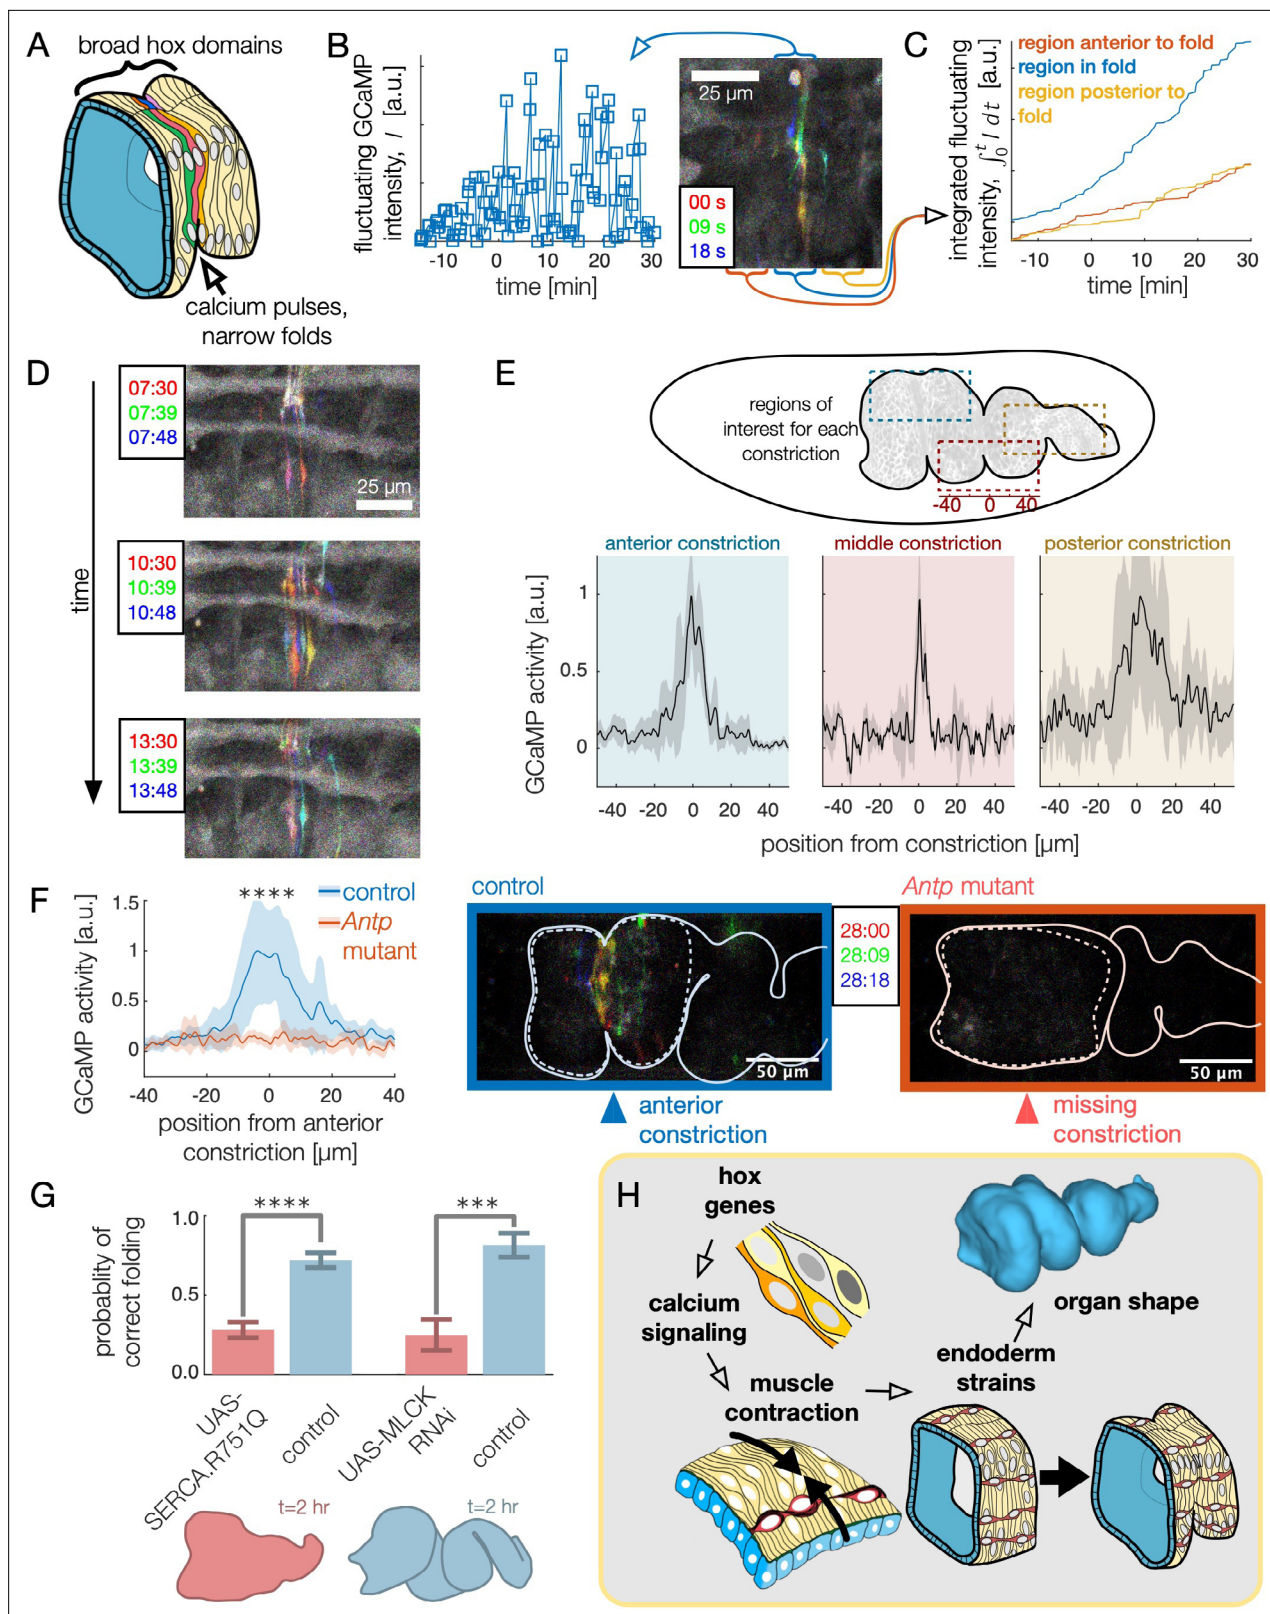 A
broad hox domains
calcium pulses,
narrow folds
B
fluctuating GCaMP
intensity, I [a.u.]
-10 0 10 20 30
time [min]
25 µm
00 s
09 s
18 s
C
region anterior to fold
region in fold
region posterior to
fold
integrated fluctuating
intensity, ∫₀ᵗ I dt [a.u.]
-10 0 10 20 30
time [min]
D
time
07:30
07:39
07:48
25 µm
10:30
10:39
10:48
13:30
13:39
13:48
E
regions of
interest for each
constriction
-40 0 40
anterior constriction
middle constriction
posterior constriction
GCaMP activity [a.u.]
1
0.5
0
-40 -20 0 20 40
-40 -20 0 20 40
-40 -20 0 20 40
position from constriction [µm]
F
****
control
Antp
mutant
GCaMP activity [a.u.]
1.5
1
0.5
0
-40 -20 0 20 40
position from anterior
constriction [µm]
control
50 µm
anterior
constriction
28:00
28:09
28:18
Antp mutant
50 µm
missing
constriction
G
probablity of
correct folding
1.0
0.5
0.0
****
***
UAS-
SERCA.R751Q
control
UAS-MLCK
RNAi
control
t=2 hr
t=2 hr
H
hox
genes
calcium
signaling
muscle
contraction
endoderm
strains
organ shape